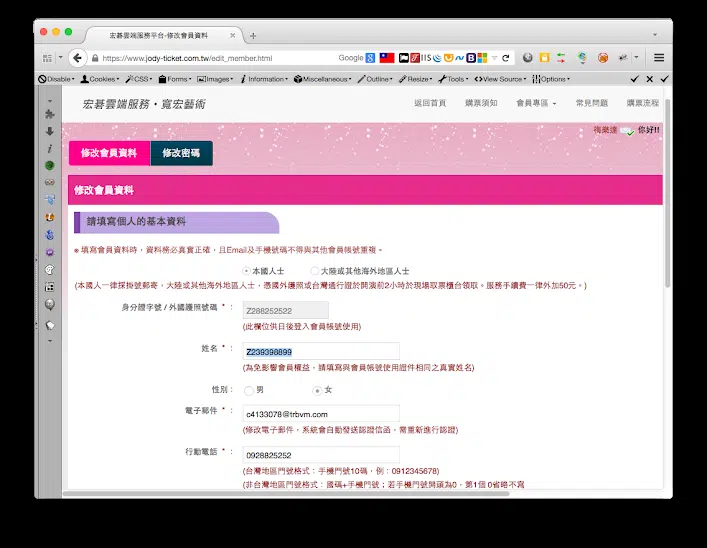 宏碁雲端服務平台-修改會員資料
https://www.jody-ticket.com.tw/edit_member.html
Google
IIS
Disable Cookies CSS Forms Images Information Miscellaneous Outline Resize Tools View Source Options
宏碁雲端服務・寬宏藝術
返回首頁 購票須知 會員專區 常見問題 購票流程
梅樂達 你好!!
修改會員資料 修改密碼
修改會員資料
請填寫個人的基本資料
※填寫會員資料時，資料務必真實正確，且Email及手機號碼不得與其他會員帳號重複。
本國人士 大陸或其他海外地區人士
(本國人一律採掛號郵寄，大陸或其他海外地區人士，憑國外護照或台灣通行證於開演前2小時於現場取票櫃台領取。服務手續費一律外加50元。)
身分證字號 / 外國護照號碼 * ： Z288252522
(此欄位供日後登入會員帳號使用)
姓名 * ： Z239398899
(為免影響會員權益，請填寫與會員帳號使用證件相同之真實姓名)
性別： 男 女
電子郵件 * ： c4133078@trbvm.com
(修改電子郵件，系統會自動發送認證信函，需重新進行認證)
行動電話 * ： 0928825252
(台灣地區門號格式：手機門號10碼，例：0912345678)
(非台灣地區門號格式：國碼+手機門號；若手機門號開頭為0，第1個 0省略不寫